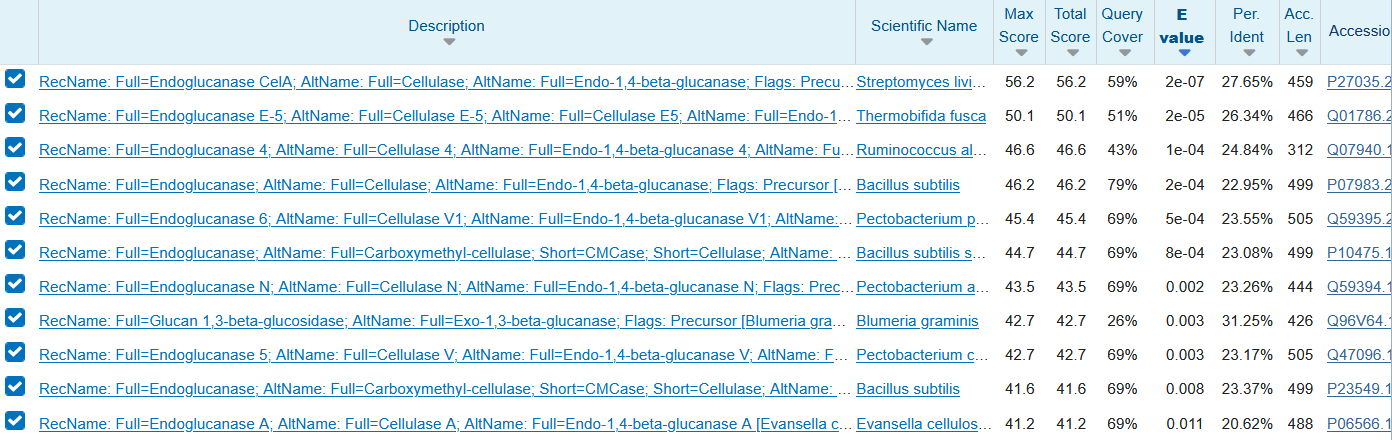 Description Scientific Name Max Score Total Score Query Cover E value Per. Ident Acc. Len Accessio
RecName: Full=Endoglucanase CelA; AltName: Full=Cellulase; AltName: Full=Endo-1,4-beta-glucanase; Flags: Precu... Streptomyces livi... 56.2 56.2 59% 2e-07 27.65% 459 P27035.2
RecName: Full=Endoglucanase E-5; AltName: Full=Cellulase E-5; AltName: Full=Cellulase E5; AltName: Full=Endo-1... Thermobifida fusca 50.1 50.1 51% 2e-05 26.34% 466 Q01786.2
RecName: Full=Endoglucanase 4; AltName: Full=Cellulase 4; AltName: Full=Endo-1,4-beta-glucanase 4; AltName: Fu... Ruminococcus al... 46.6 46.6 43% 1e-04 24.84% 312 Q07940.1
RecName: Full=Endoglucanase; AltName: Full=Cellulase; AltName: Full=Endo-1,4-beta-glucanase; Flags: Precursor [... Bacillus subtilis 46.2 46.2 79% 2e-04 22.95% 499 P07983.2
RecName: Full=Endoglucanase 6; AltName: Full=Cellulase V1; AltName: Full=Endo-1,4-beta-glucanase V1; AltName:... Pectobacterium p... 45.4 45.4 69% 5e-04 23.55% 505 Q59395.2
RecName: Full=Endoglucanase; AltName: Full=Carboxymethyl-cellulase; Short=CMCase; Short=Cellulase; AltName: ... Bacillus subtilis s... 44.7 44.7 69% 8e-04 23.08% 499 P10475.1
RecName: Full=Endoglucanase N; AltName: Full=Cellulase N; AltName: Full=Endo-1,4-beta-glucanase N; Flags: Prec... Pectobacterium a... 43.5 43.5 69% 0.002 23.26% 444 Q59394.1
RecName: Full=Glucan 1,3-beta-glucosidase; AltName: Full=Exo-1,3-beta-glucanase; Flags: Precursor [Blumeria gra... Blumeria graminis 42.7 42.7 26% 0.003 31.25% 426 Q96V64.1
RecName: Full=Endoglucanase 5; AltName: Full=Cellulase V; AltName: Full=Endo-1,4-beta-glucanase V; AltName: F... Pectobacterium c... 42.7 42.7 69% 0.003 23.17% 505 Q47096.1
RecName: Full=Endoglucanase; AltName: Full=Carboxymethyl-cellulase; Short=CMCase; Short=Cellulase; AltName: ... Bacillus subtilis 41.6 41.6 69% 0.008 23.37% 499 P23549.1
RecName: Full=Endoglucanase A; AltName: Full=Cellulase A; AltName: Full=Endo-1,4-beta-glucanase A [Evansella c... Evansella cellulos... 41.2 41.2 69% 0.011 20.62% 488 P06566.1